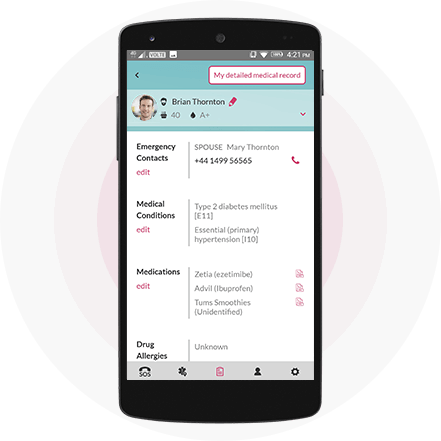 4G VOLTE 4:21 PM
My detailed medical record
Brian Thornton
40 A+
Emergency Contacts
edit
SPOUSE Mary Thornton
+44 1499 56565
Medical Conditions
edit
Type 2 diabetes mellitus
[E11]
Essential (primary)
hypertension [I10]
Medications
edit
Zetia (ezetimibe)
Advil (Ibuprofen)
Tums Smoothies
(Unidentified)
Drug
Allergies
Unknown
SOS